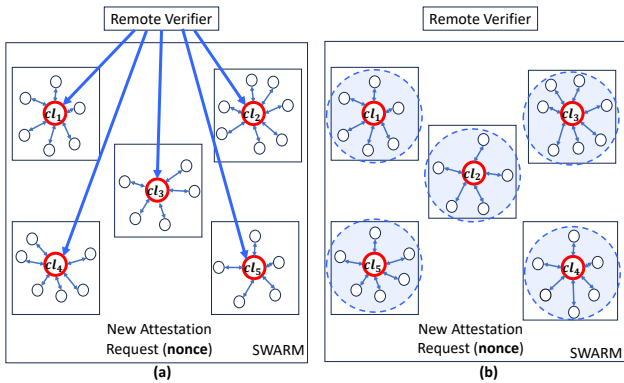 Remote Verifier
cl1
cl2
cl3
cl4
cl5
New Attestation
Request (nonce)
SWARM
(a)
Remote Verifier
cl1
cl3
cl2
cl5
cl4
New Attestation
Request (nonce)
SWARM
(b)